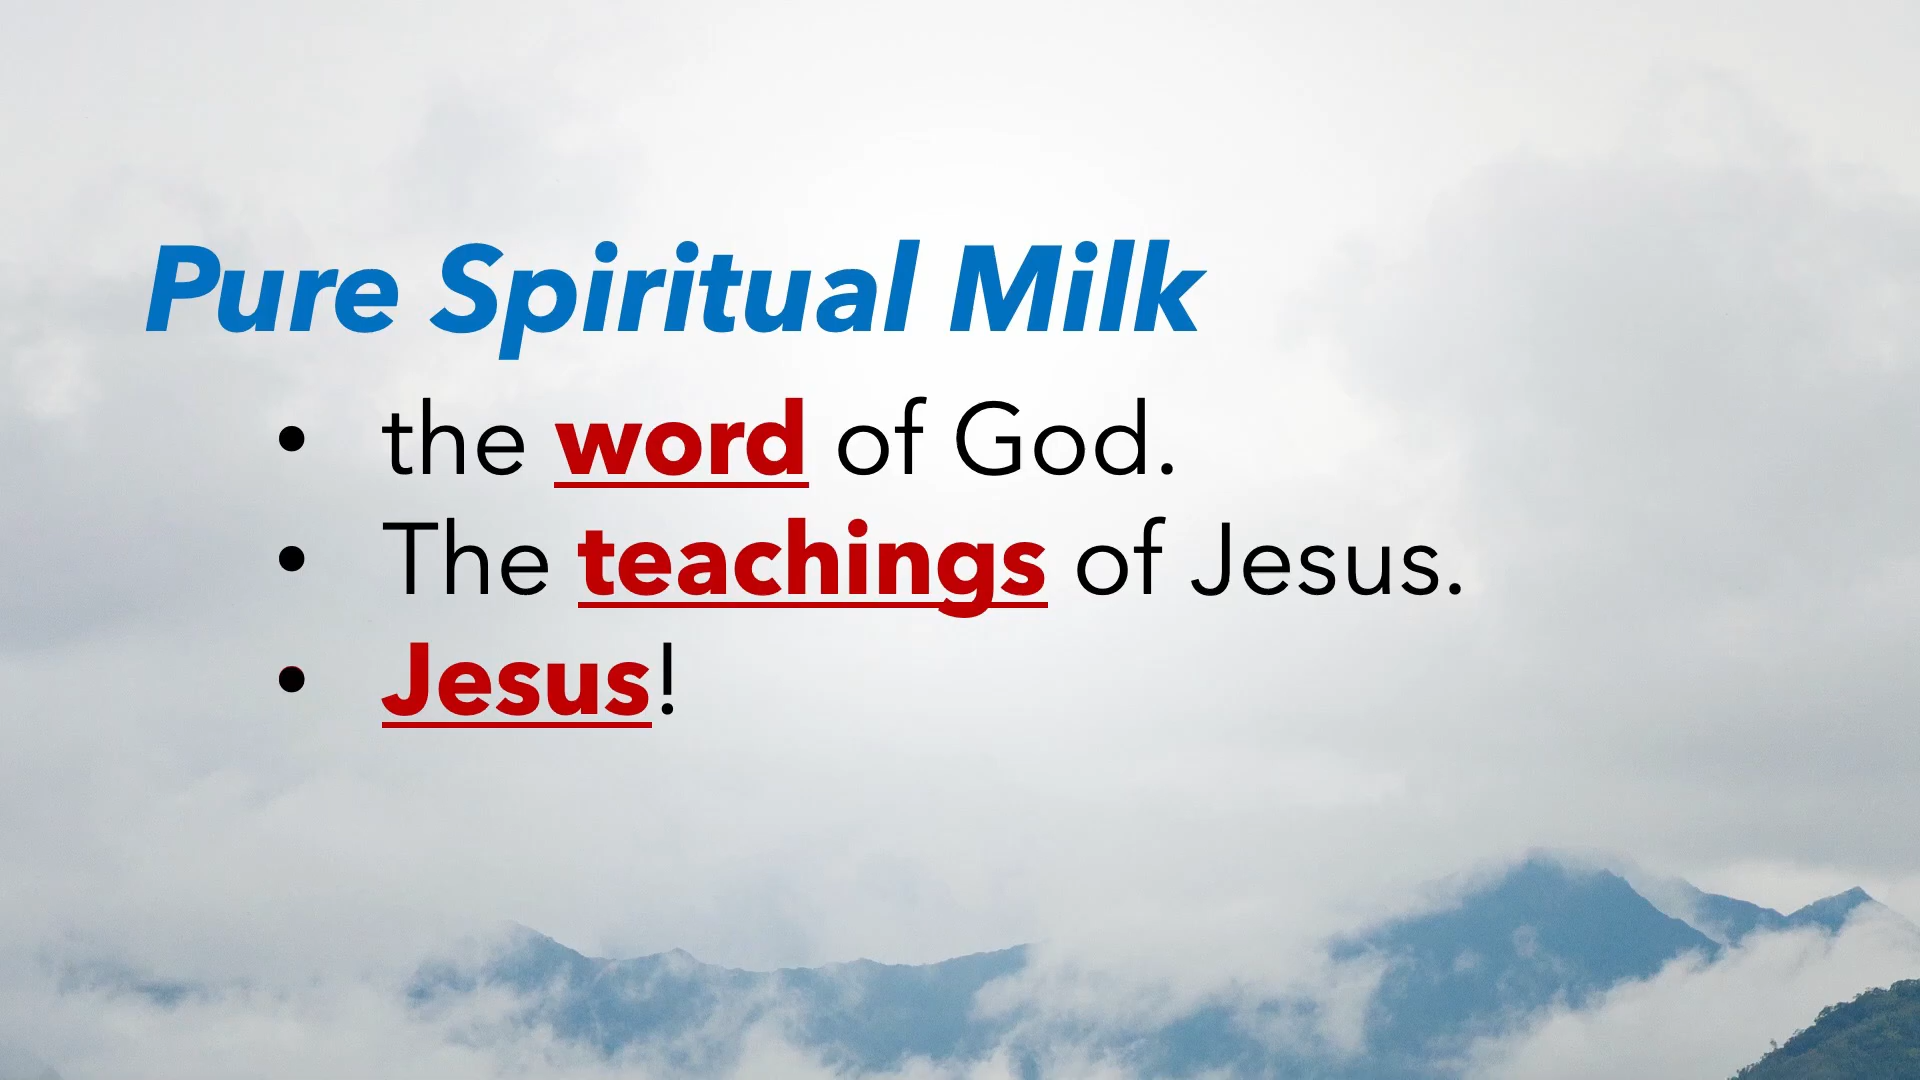 Pure Spiritual Milk
• the word of God.
• The teachings of Jesus.
• Jesus!